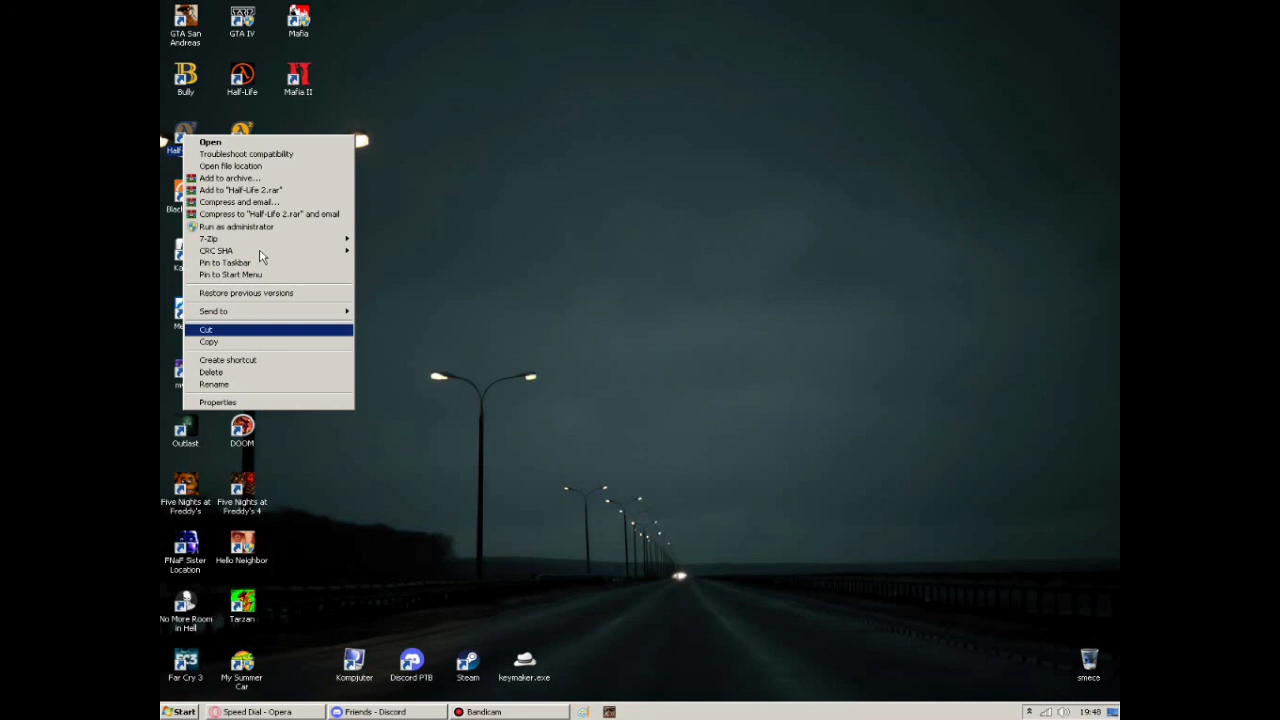 GTA San
Andreas
GTA IV
Mafia
Bully
Half-Life
Mafia II
Open
Troubleshoot compatibility
Open file location
Add to archive...
Add to "Half-Life 2.rar"
Compress and email...
Compress to "Half-Life 2.rar" and email
Run as administrator
7-Zip
CRC SHA
Pin to Taskbar
Pin to Start Menu
Restore previous versions
Send to
Cut
Copy
Create shortcut
Delete
Rename
Properties
Outlast
DOOM
Five Nights at
Freddy's
Five Nights at
Freddy's 4
FNaF Sister
Location
Hello Neighbor
No More Room
in Hell
Tarzan
Far Cry 3
My Summer
Car
Kompjuter
Discord PTB
Steam
keymaker.exe
smece
Start
Speed Dial - Opera
Friends - Discord
Bandicam
19:48